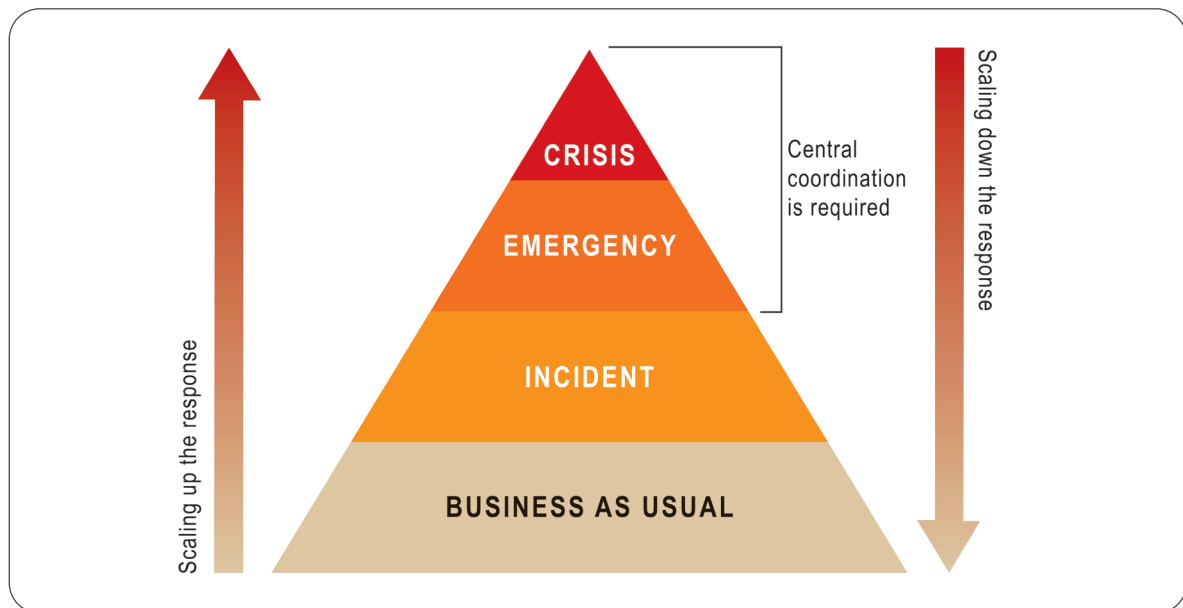 CRISIS
EMERGENCY
INCIDENT
BUSINESS AS USUAL
Central
coordination
is required
Scaling up the response
Scaling down the response